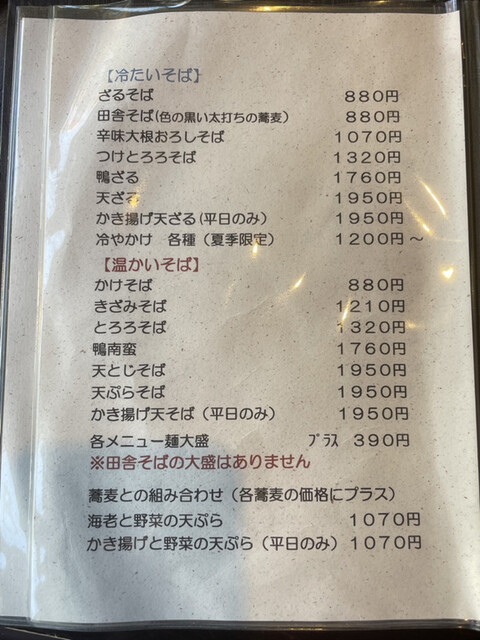 【冷たいそば】
ざるそば 880円
田舎そば(色の黒い太打ちの蕎麦) 880円
辛味大根おろしそば 1070円
つけとろろそば 1320円
鴨ざる 1760円
天ざる 1950円
かき揚げ天ざる(平日のみ) 1950円
冷やかけ 各種(夏季限定) 1200円~
【温かいそば】
かけそば 880円
きざみそば 1210円
とろろそば 1320円
鴨南蛮 1760円
天とじそば 1950円
天ぷらそば 1950円
かき揚げ天そば(平日のみ) 1950円
各メニュー麺大盛 プラス 390円
※田舎そばの大盛はありません
蕎麦との組み合わせ(各蕎麦の価格にプラス)
海老と野菜の天ぷら 1070円
かき揚げと野菜の天ぷら(平日のみ) 1070円